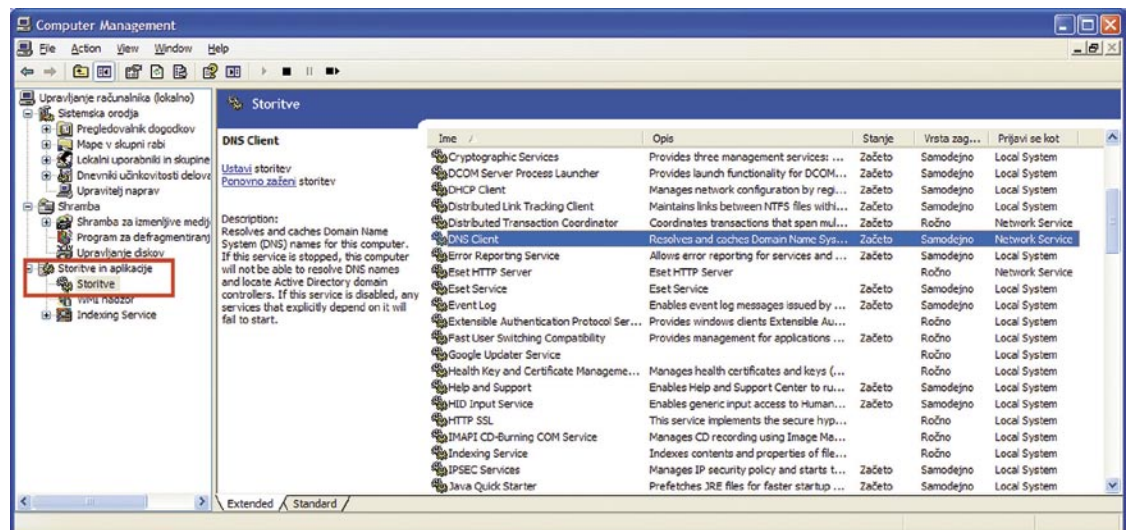 Computer Management
File Action View Window Help
Upravljanje računalnika (lokalno)
Sistemska orodja
Pregledovalnik dogodkov
Mape v skupni rabi
Lokalni uporabniki in skupine
Dnevniki učinkovitosti delova
Upravitelj naprav
Shramba
Shramba za izmenljive medij
Program za defragmentiranj
Upravljanje diskov
Storitve in aplikacije
Storitve
WMI nadzor
Indexing Service
Storitve
DNS Client
Ustavi storitev
Ponovno zaženi storitev
Description:
Resolves and caches Domain Name
System (DNS) names for this computer.
If this service is stopped, this computer
will not be able to resolve DNS names
and locate Active Directory domain
controllers. If this service is disabled, any
services that explicitly depend on it will
fail to start.
Ime Opis Stanje Vrsta zag... Prijavi se kot
Cryptographic Services Provides three management services: ... Začeto Samodejno Local System
DCOM Server Process Launcher Provides launch functionality for DCOM... Začeto Samodejno Local System
DHCP Client Manages network configuration by regi... Začeto Samodejno Local System
Distributed Link Tracking Client Maintains links between NTFS files withi... Začeto Samodejno Local System
Distributed Transaction Coordinator Coordinates transactions that span mul... Začeto Ročno Network Service
DNS Client Resolves and caches Domain Name Sys... Začeto Samodejno Network Service
Error Reporting Service Allows error reporting for services and ... Začeto Samodejno Local System
Eset HTTP Server Eset HTTP Server Ročno Network Service
Eset Service Eset Service Začeto Samodejno Local System
Event Log Enables event log messages issued by ... Začeto Samodejno Local System
Extensible Authentication Protocol Ser... Provides windows clients Extensible Au... Ročno Local System
Fast User Switching Compatibility Provides management for applications ... Začeto Ročno Local System
Google Updater Service Ročno Local System
Health Key and Certificate Manageme... Manages health certificates and keys (... Ročno Local System
Help and Support Enables Help and Support Center to ru... Začeto Samodejno Local System
HID Input Service Enables generic input access to Human... Začeto Samodejno Local System
HTTP SSL This service implements the secure hyp... Ročno Local System
IMAPI CD-Burning COM Service Manages CD recording using Image Ma... Ročno Local System
Indexing Service Indexes contents and properties of file... Ročno Local System
IPSEC Services Manages IP security policy and starts t... Začeto Samodejno Local System
Java Quick Starter Prefetches JRE files for faster startup ... Začeto Samodejno Local System
Extended Standard